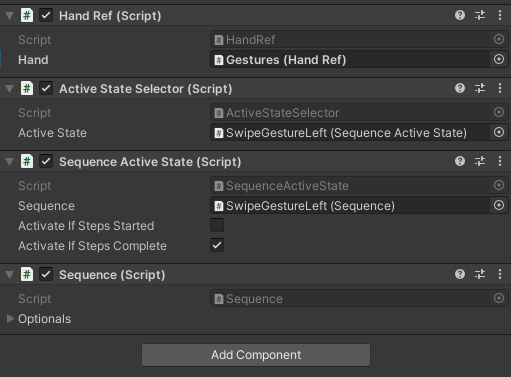 Hand Ref (Script)
Script HandRef
Hand Gestures (Hand Ref)
Active State Selector (Script)
Script ActiveStateSelector
Active State SwipeGestureLeft (Sequence Active State)
Sequence Active State (Script)
Script SequenceActiveState
Sequence SwipeGestureLeft (Sequence)
Activate If Steps Started
Activate If Steps Complete
Sequence (Script)
Script Sequence
Optionals
Add Component